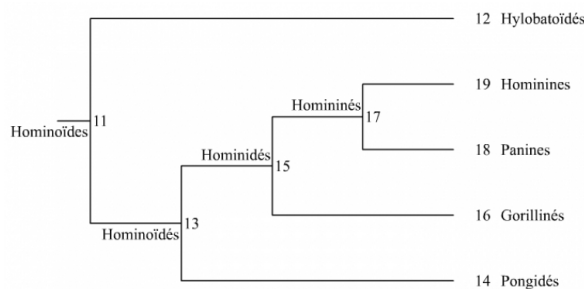 12 Hylobatoïdés
19 Hominines
Homininés
17
Hominoïdes
11
18 Panines
Hominidés
15
16 Gorillinés
Hominoïdés
13
14 Pongidés